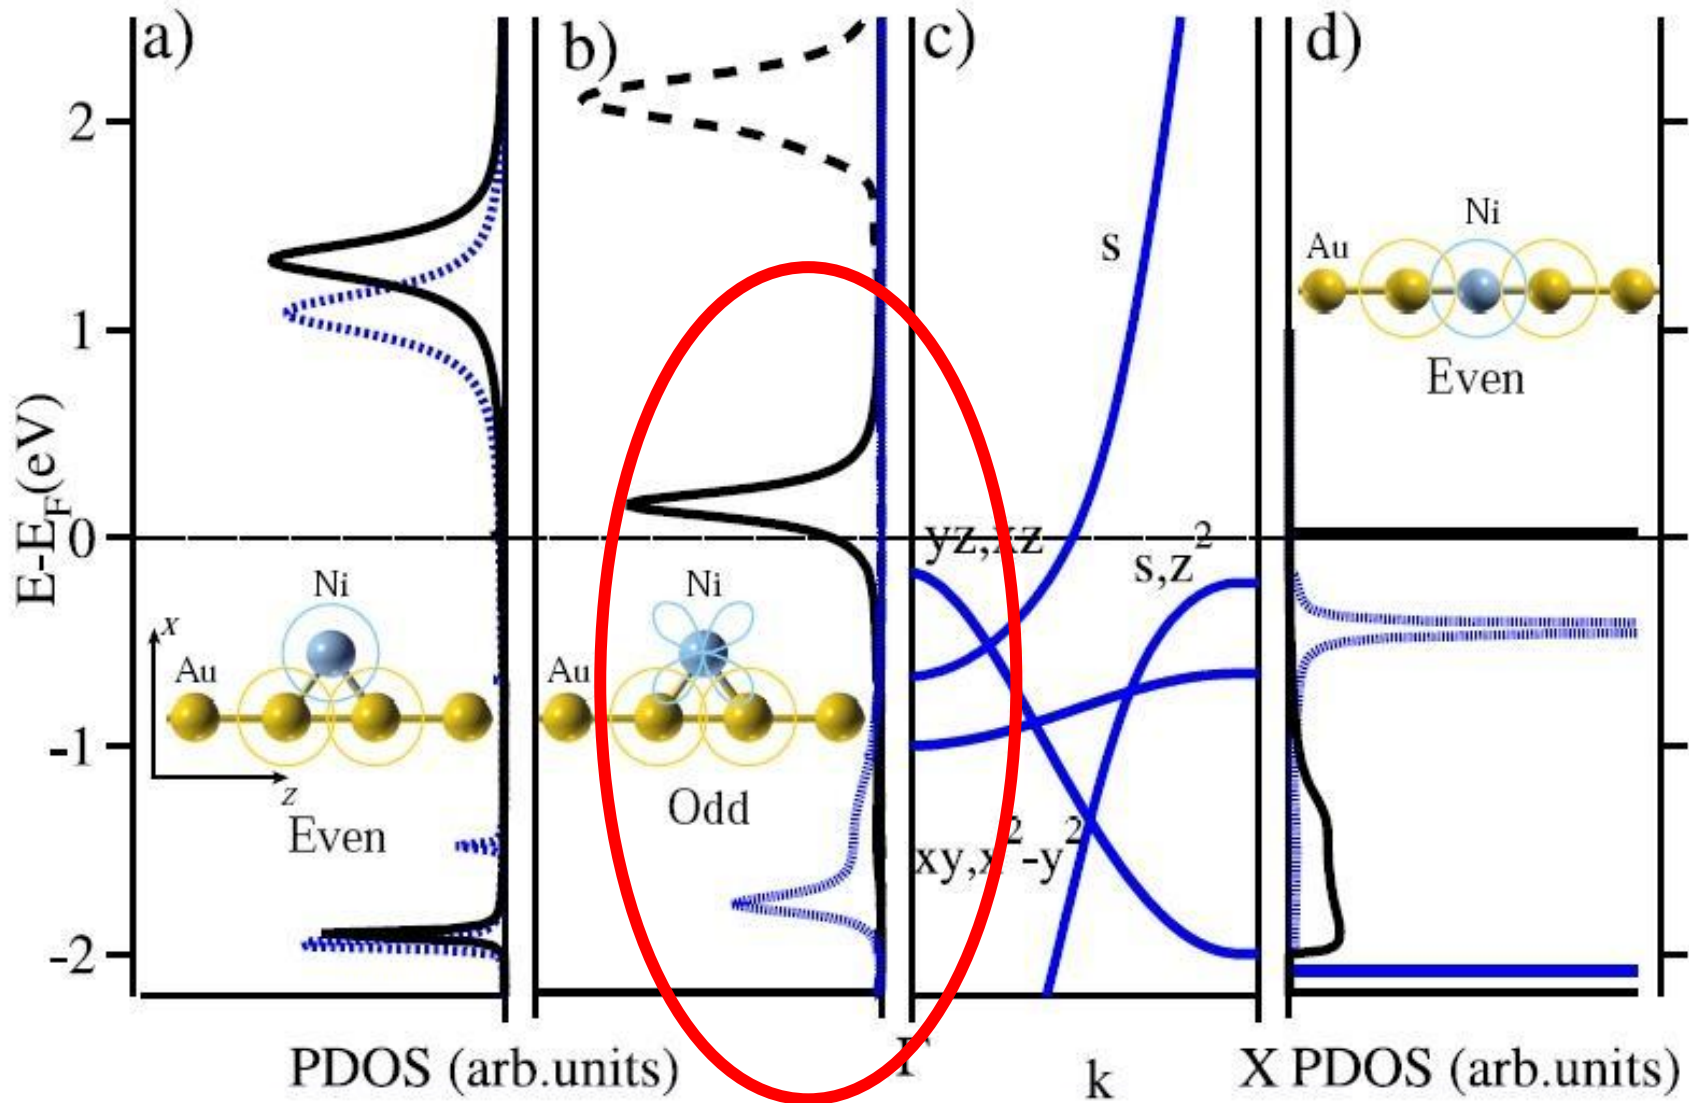 a)
b)
c)
d)
2
1
0
-1
-2
E-E_F(eV)
Ni
Au
x
z
Even
Ni
Au
Odd
s
yz,xz
s,z²
xy,x²-y²
Ni
Au
Even
PDOS (arb.units)
Γ
k
X
PDOS (arb.units)